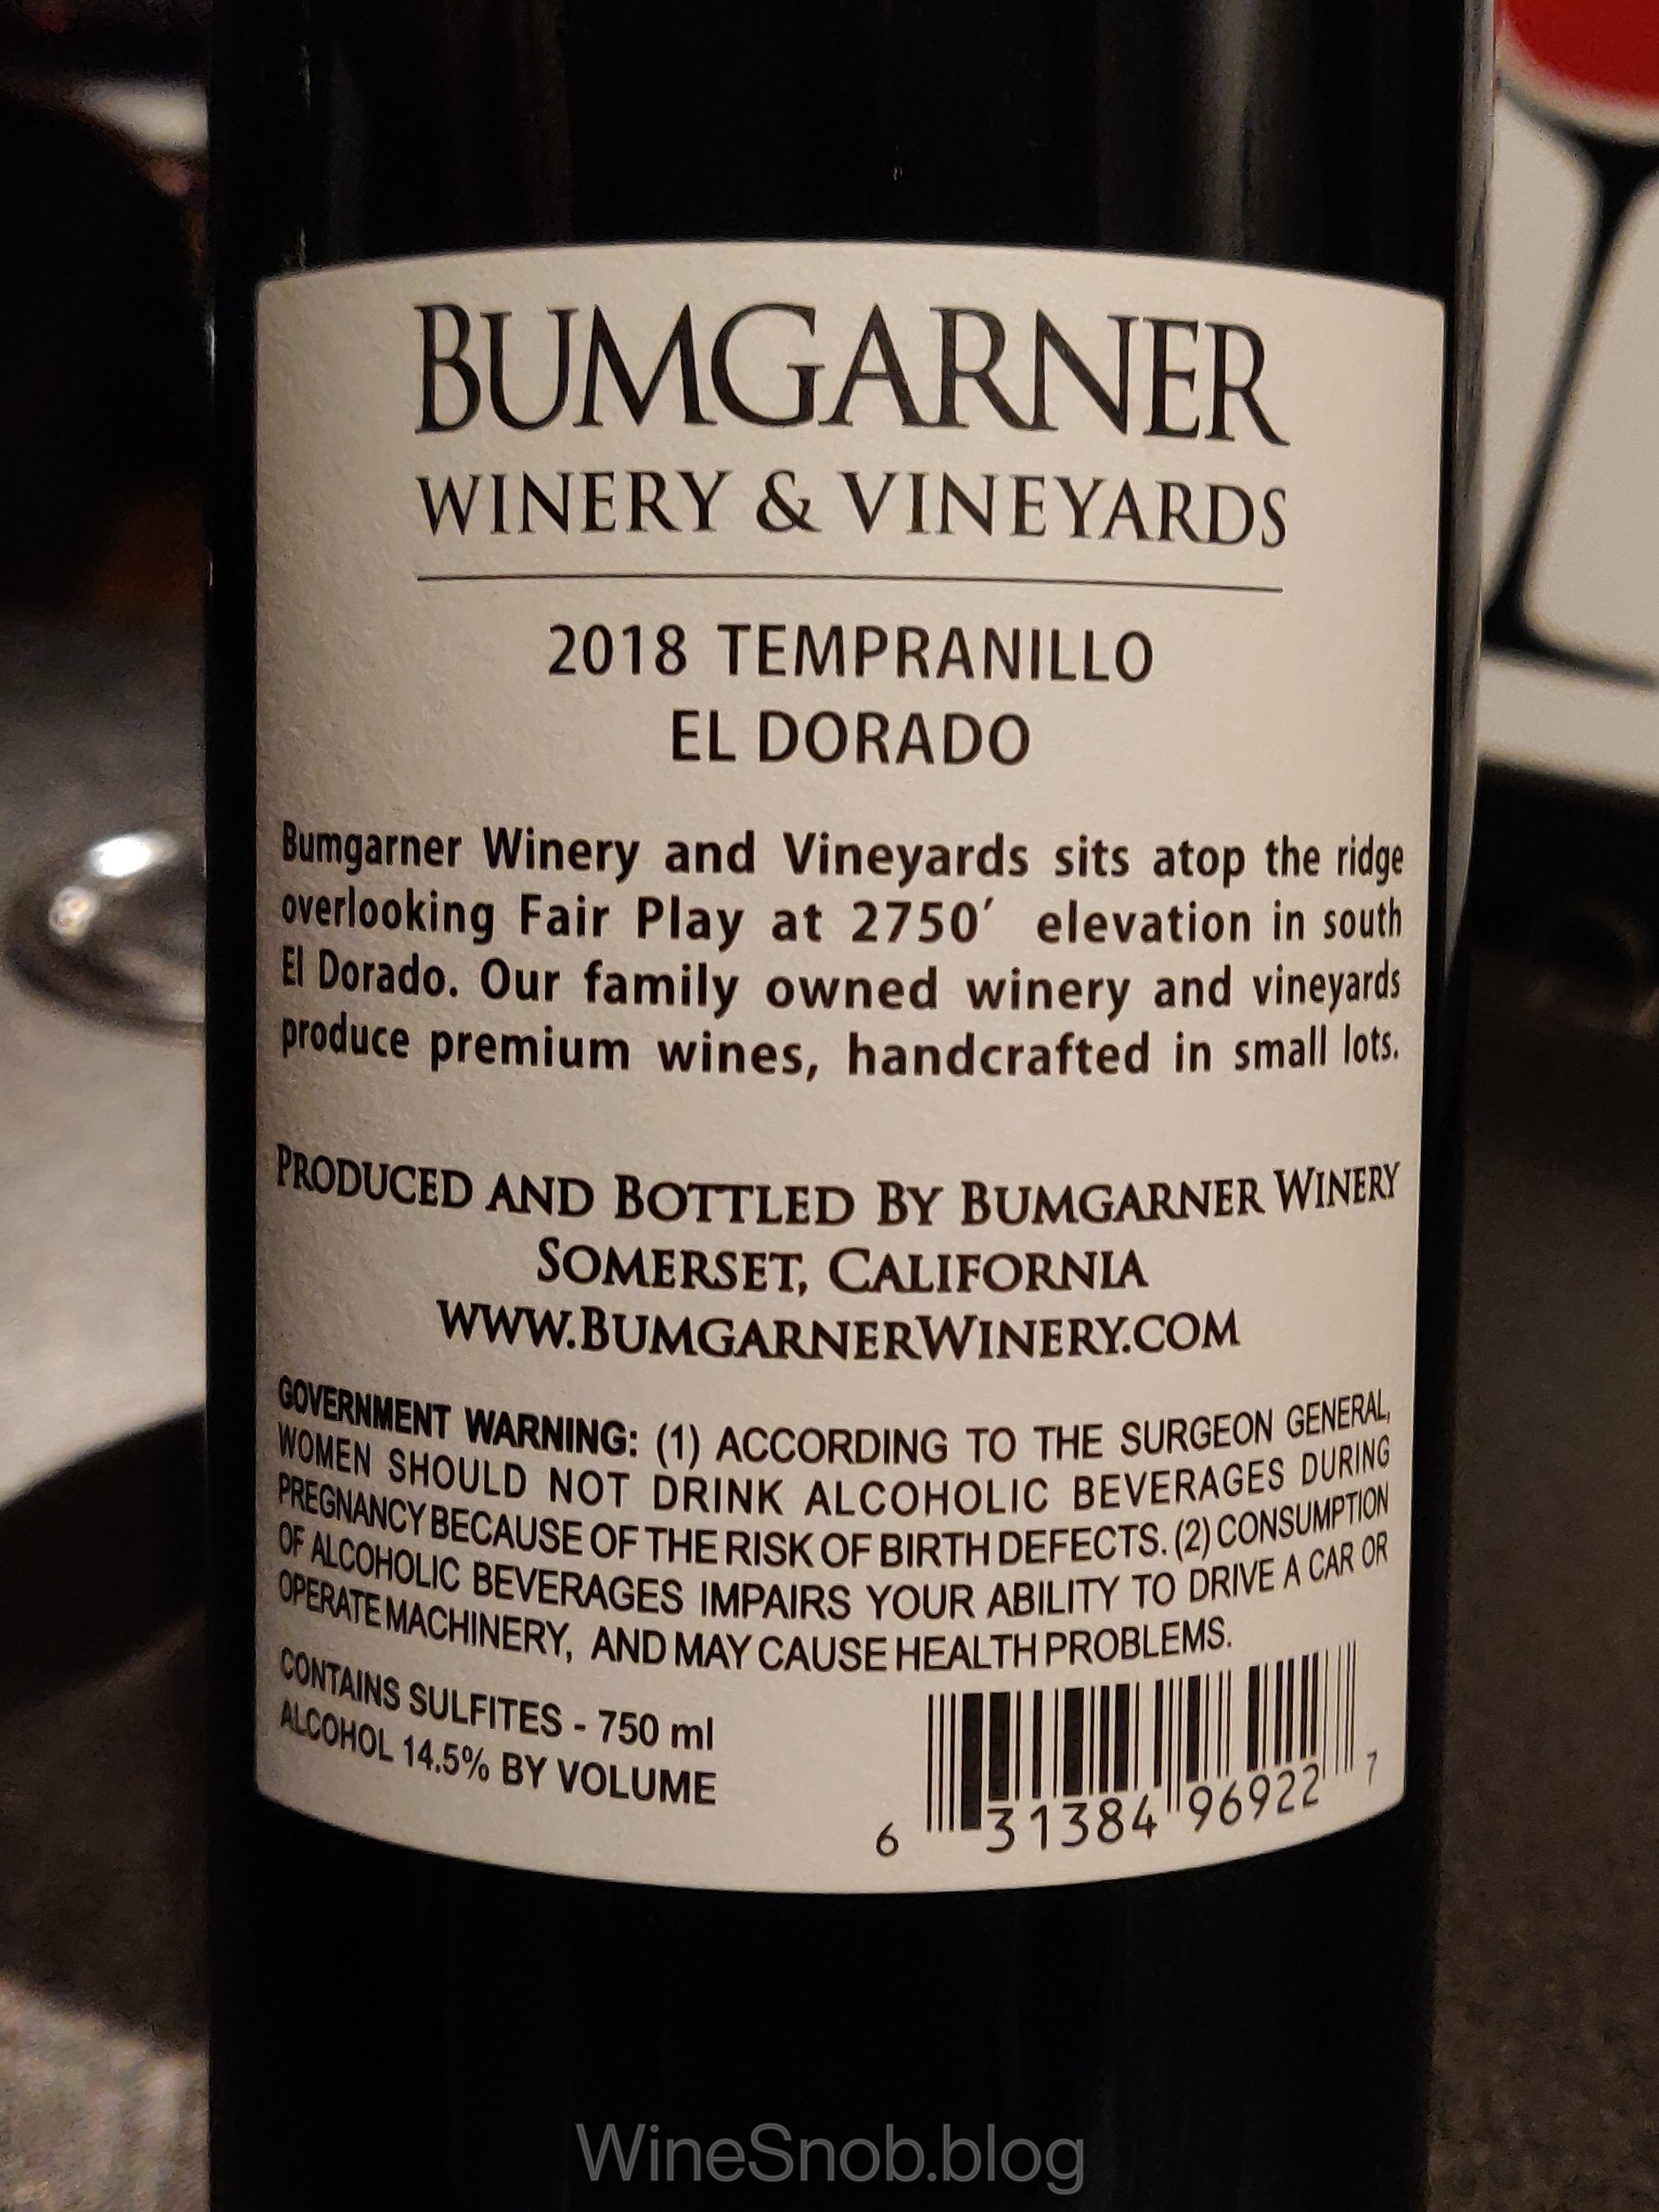 BUMGARNER
WINERY & VINEYARDS
2018 TEMPRANILLO
EL DORADO
Bumgarner Winery and Vineyards sits atop the ridge
overlooking Fair Play at 2750′ elevation in south
El Dorado. Our family owned winery and vineyards
produce premium wines, handcrafted in small lots.
PRODUCED AND BOTTLED BY BUMGARNER WINERY
SOMERSET, CALIFORNIA
WWW.BUMGARNERWINERY.COM
GOVERNMENT WARNING: (1) ACCORDING TO THE SURGEON GENERAL,
WOMEN SHOULD NOT DRINK ALCOHOLIC BEVERAGES DURING
PREGNANCY BECAUSE OF THE RISK OF BIRTH DEFECTS. (2) CONSUMPTION
OF ALCOHOLIC BEVERAGES IMPAIRS YOUR ABILITY TO DRIVE A CAR OR
OPERATE MACHINERY, AND MAY CAUSE HEALTH PROBLEMS.
CONTAINS SULFITES - 750 ml
ALCOHOL 14.5% BY VOLUME
6 31384 96922 7
WineSnob.blog